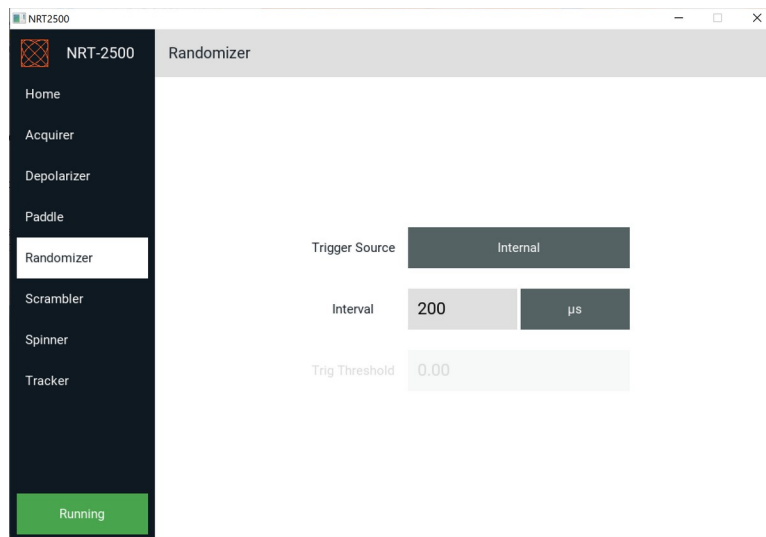 NRT2500
NRT-2500
Randomizer
Home
Acquirer
Depolarizer
Paddle
Randomizer
Scrambler
Spinner
Tracker
Running
Trigger Source Internal
Interval 200 µs
Trig Threshold 0.00